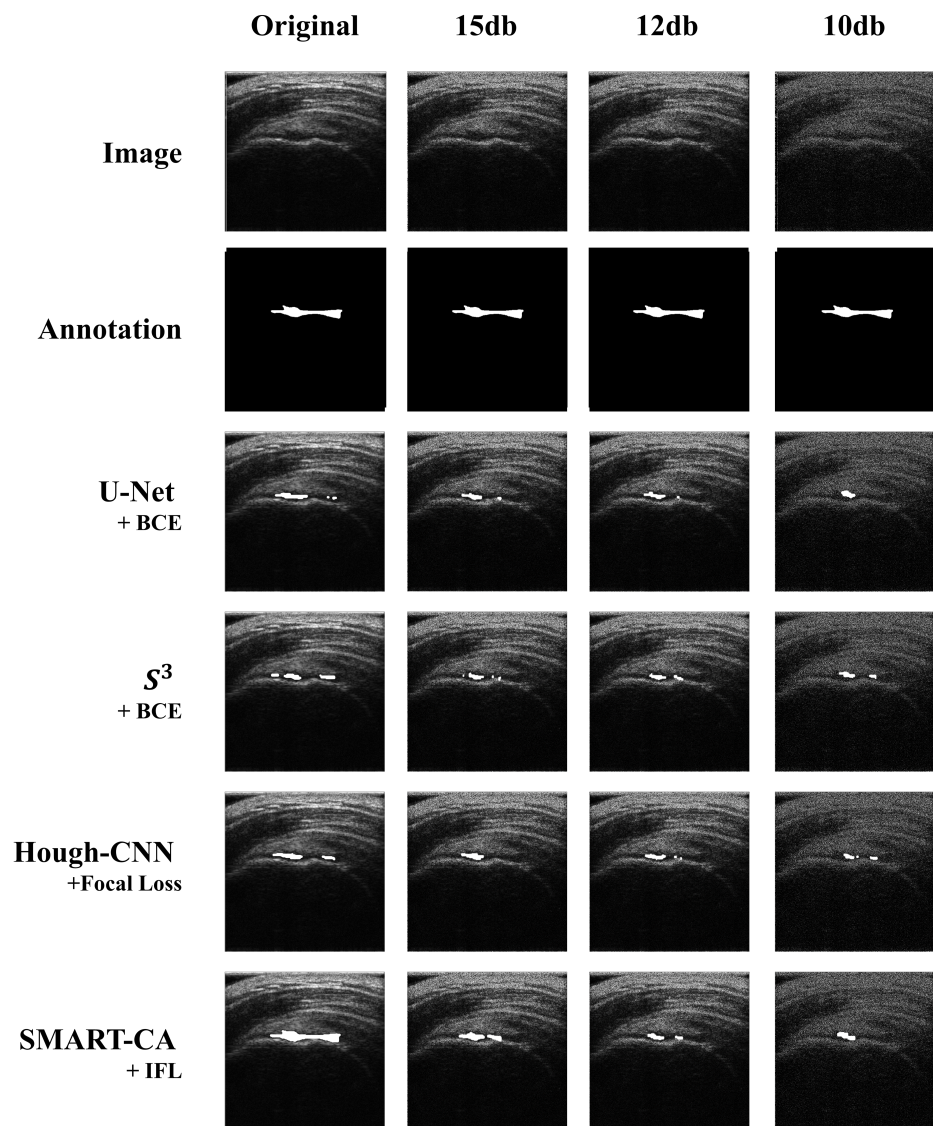 Original 15db 12db 10db
Image
Annotation
U-Net
+ BCE
S³
+ BCE
Hough-CNN
+Focal Loss
SMART-CA
+ IFL